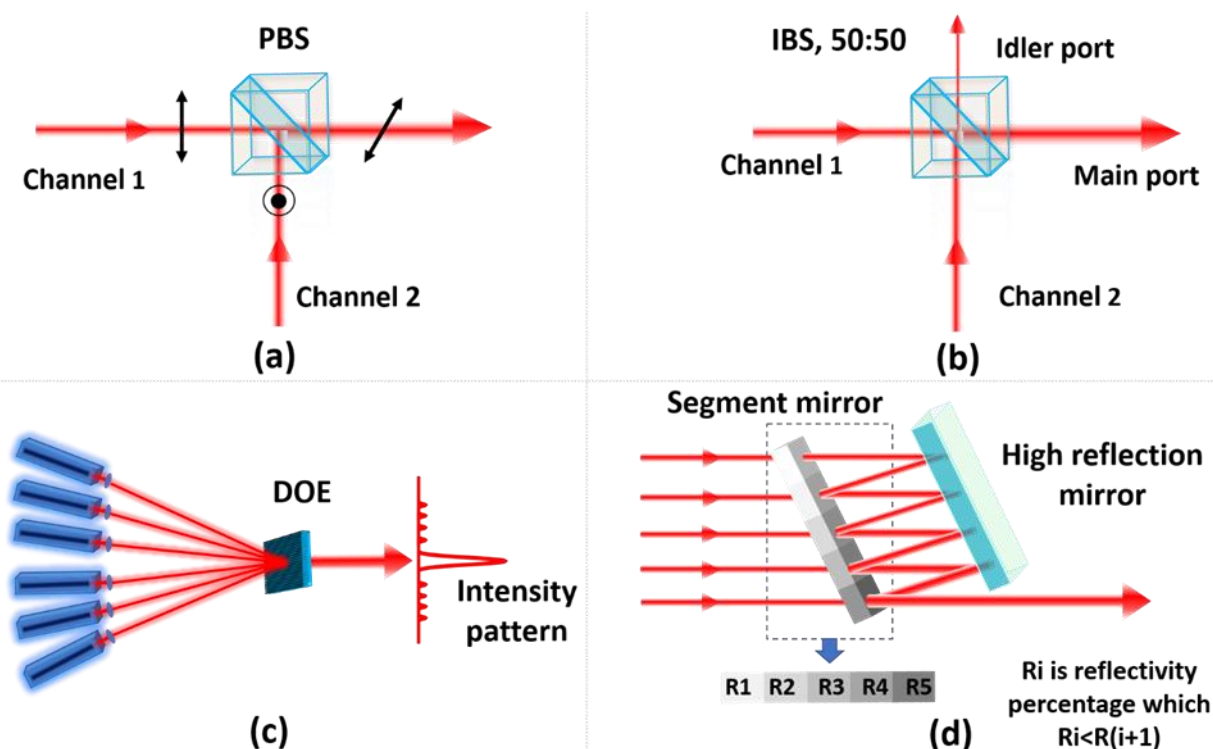 PBS
Channel 1
Channel 2
(a)
IBS, 50:50
Idler port
Channel 1
Main port
Channel 2
(b)
DOE
Intensity
pattern
(c)
Segment mirror
High reflection
mirror
R1 R2 R3 R4 R5
Ri is reflectivity
percentage which
Ri<R(i+1)
(d)